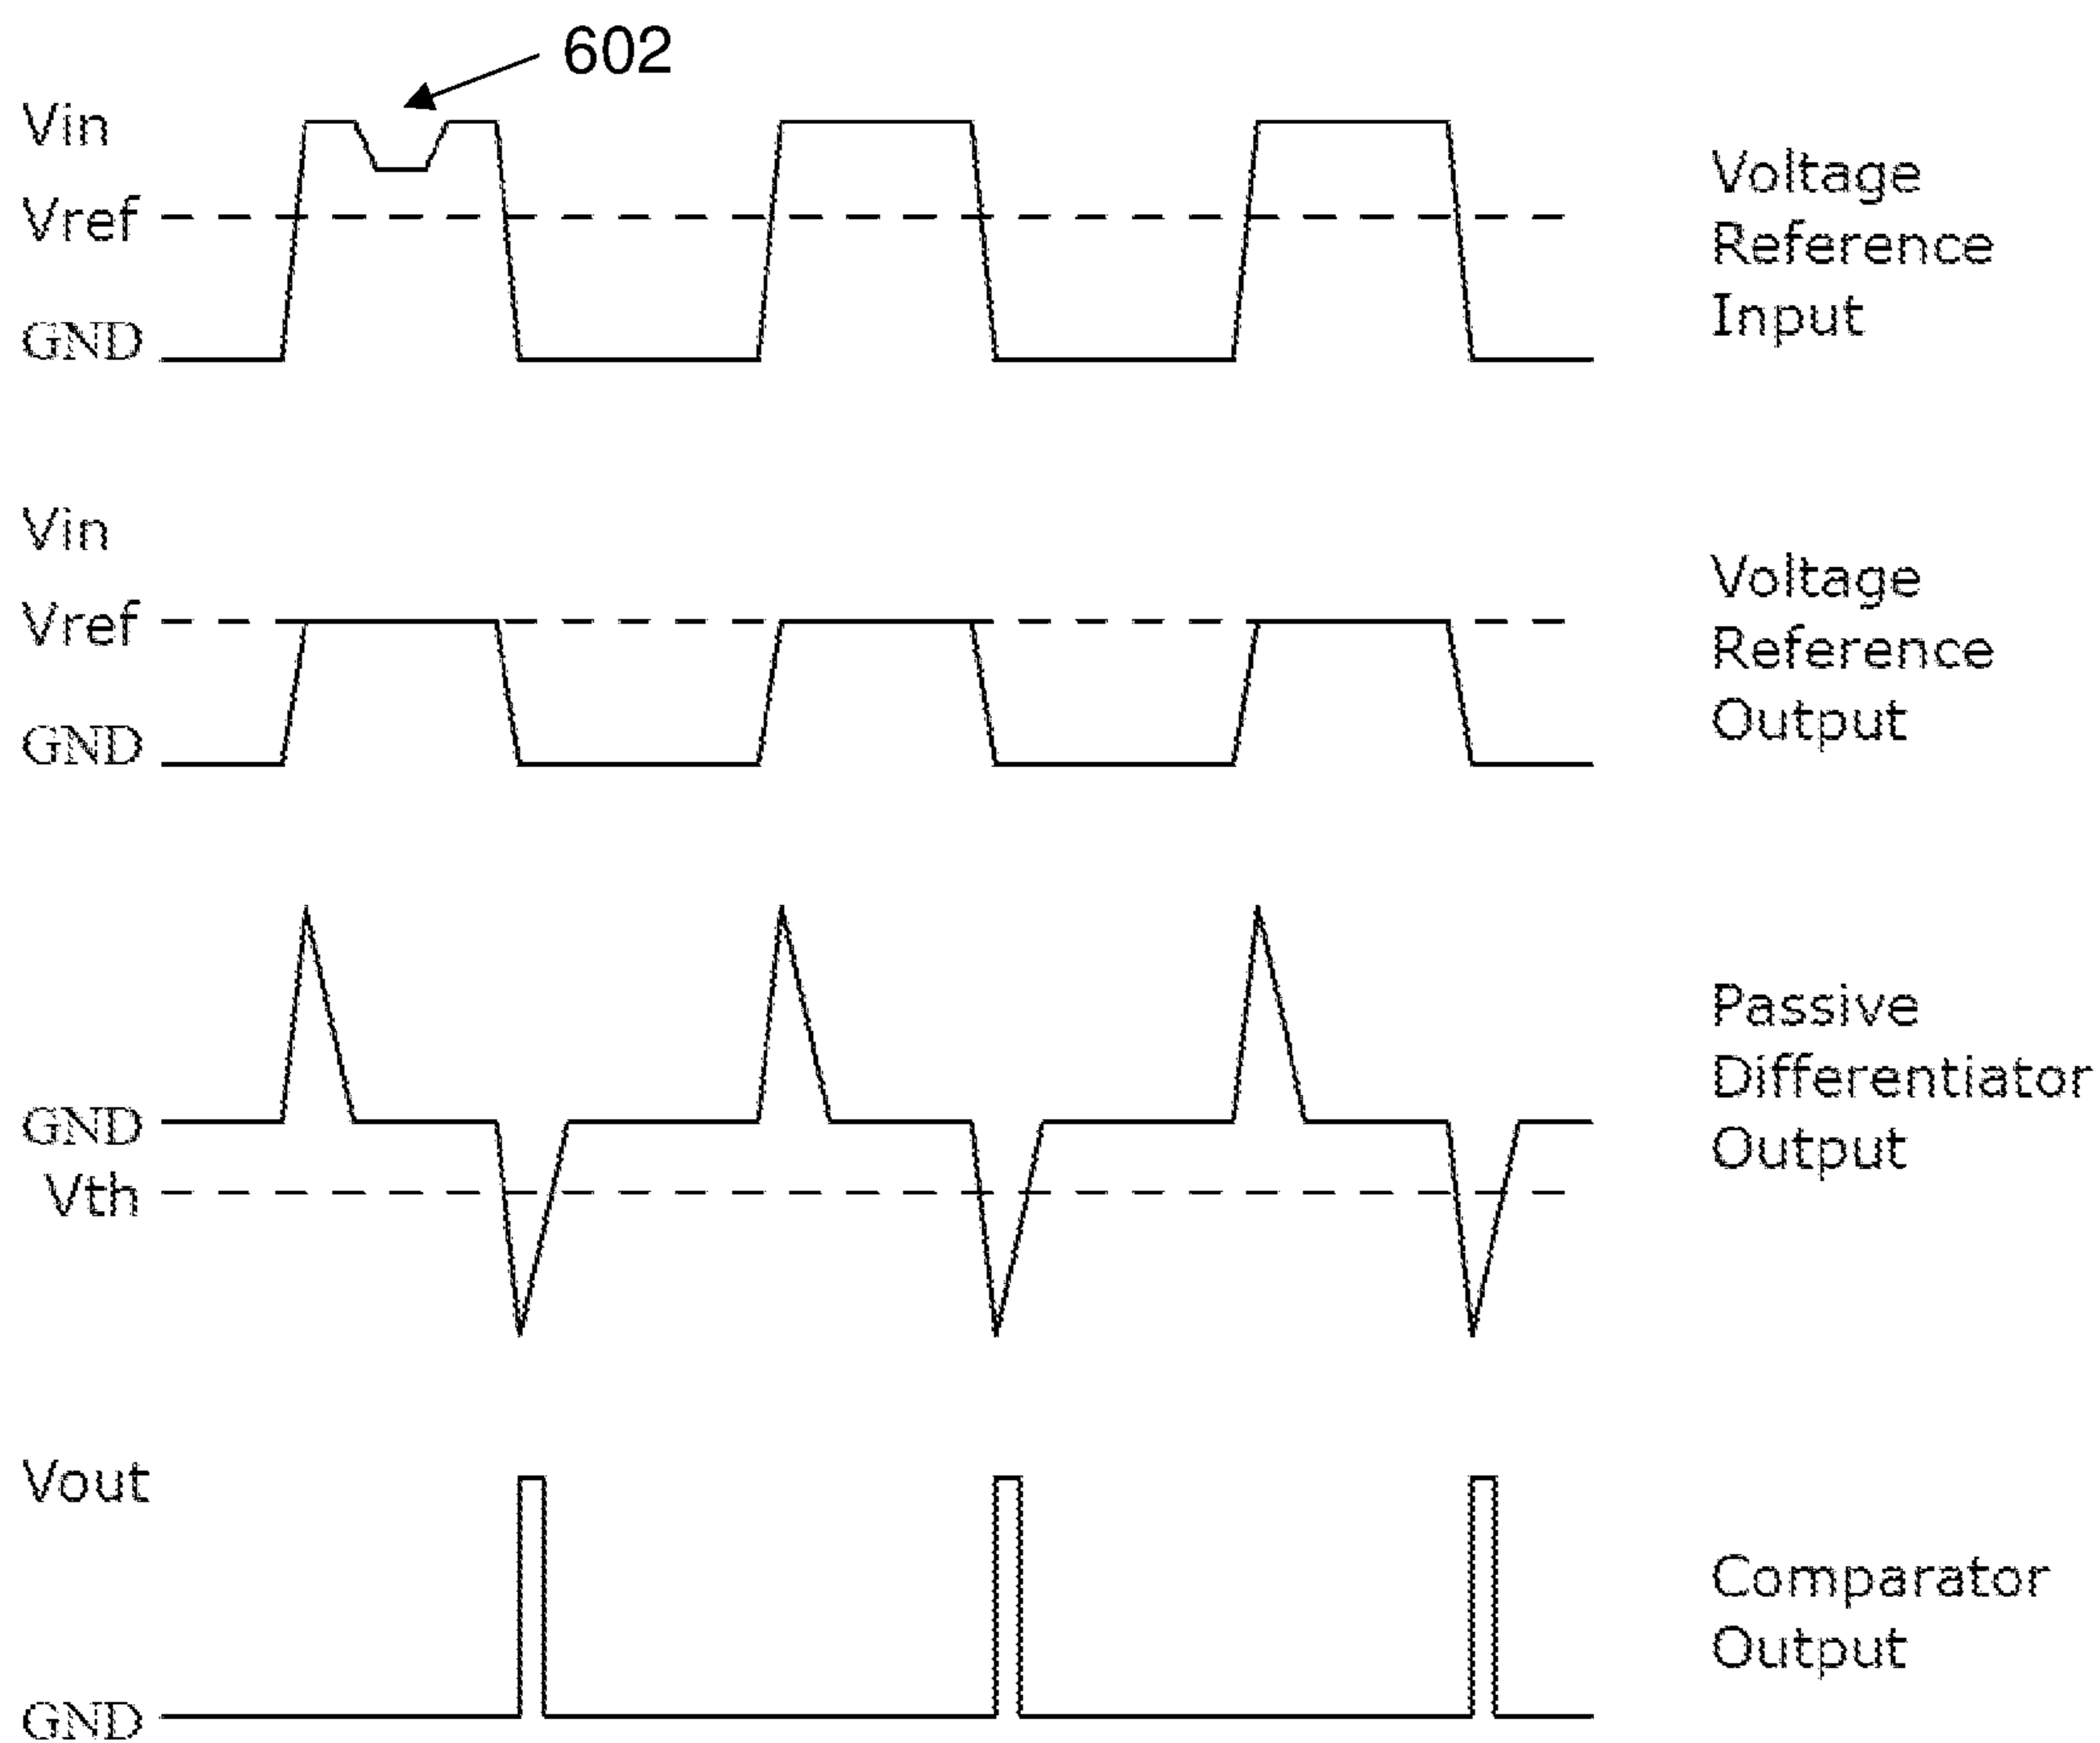 602
Vin
Vref
GND
Voltage
Reference
Input
Vin
Vref
GND
Voltage
Reference
Output
GND
Vth
Passive
Differentiator
Output
Vout
GND
Comparator
Output